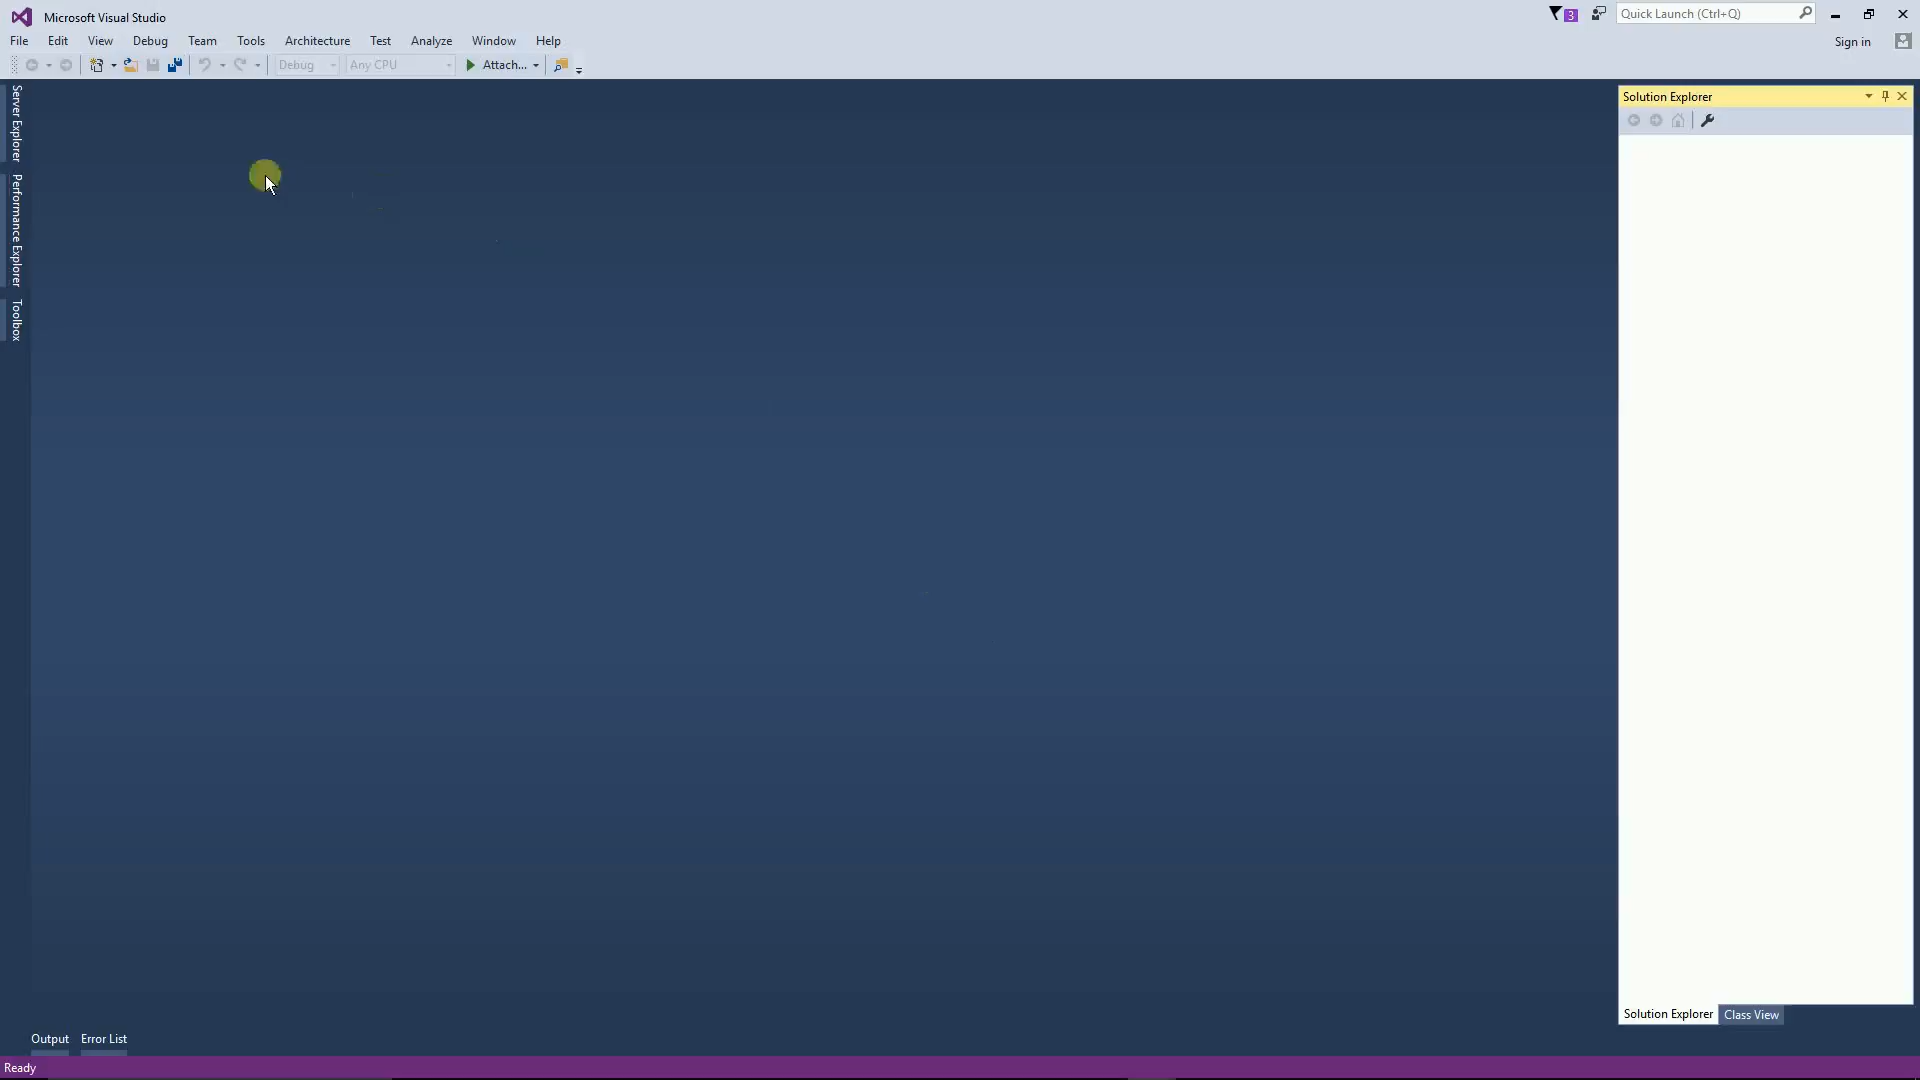 Microsoft Visual Studio
3
Quick Launch (Ctrl+Q)
File Edit View Debug Team Tools Architecture Test Analyze Window Help
Sign in
Debug Any CPU Attach...
Server Explorer
Performance Explorer
Toolbox
Solution Explorer
Solution Explorer Class View
Output Error List
Ready